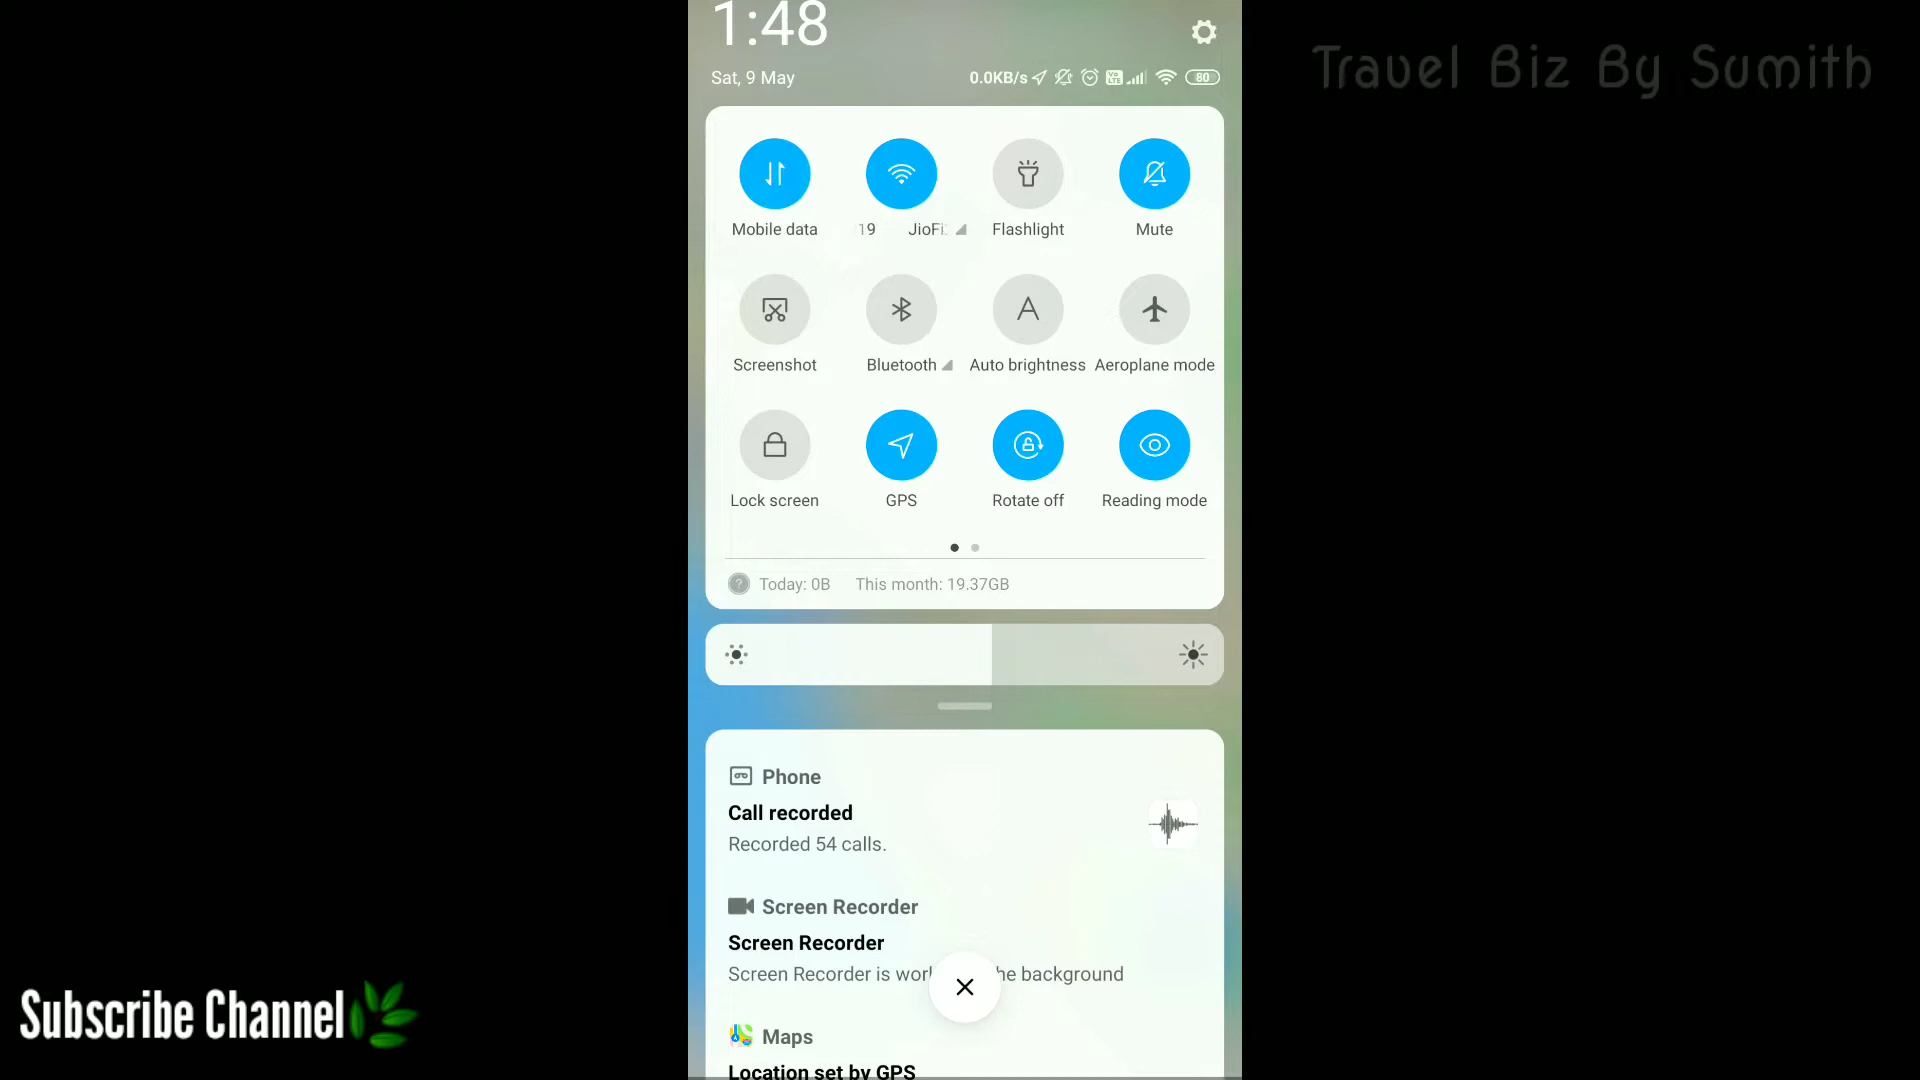 1:48
Travel Biz By Sumith
Sat, 9 May
0.0KB/s
Vo LTE
80
Mobile data
19 JioFi
Flashlight
Mute
Screenshot
Bluetooth
Auto brightness
Aeroplane mode
Lock screen
GPS
Rotate off
Reading mode
Today: 0B This month: 19.37GB
Phone
Call recorded
Recorded 54 calls.
Screen Recorder
Screen Recorder
Screen Recorder is background
Maps
Location set by GPS
Subscribe Channel